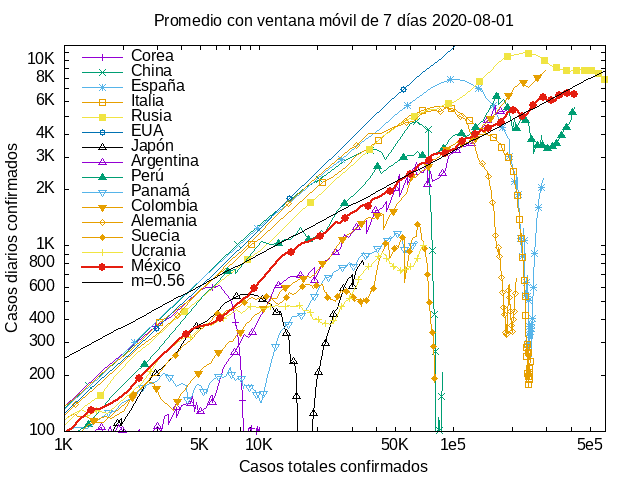 Promedio con ventana móvil de 7 días 2020-08-01
Casos diarios confirmados
10K
8K
6K
4K
3K
2K
1K
800
600
400
300
200
100
Corea
China
España
Italia
Rusia
EUA
Japón
Argentina
Perú
Panamá
Colombia
Alemania
Suecia
Ucrania
México
m=0.56
1K 5K 10K 50K 1e5 5e5
Casos totales confirmados